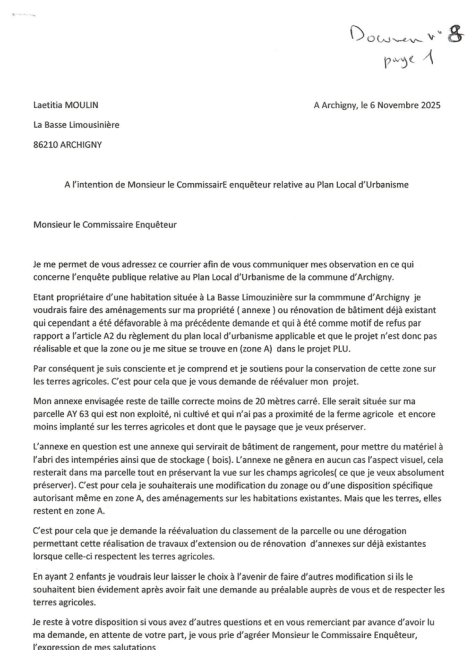 Documen n° 8
page 1
Laetitia MOULIN
A Archigny, le 6 Novembre 2025
La Basse Limousinière
86210 ARCHIGNY
A l'intention de Monsieur le CommissairE enquêteur relative au Plan Local d'Urbanisme
Monsieur le Commissaire Enquêteur
Je me permet de vous adressez ce courrier afin de vous communiquer mes observation en ce qui
concerne l'enquête publique relative au Plan Local d'Urbanisme de la commune d'Archigny.
Etant propriétaire d'une habitation située à La Basse Limouzinière sur la commmune d'Archigny je
voudrais faire des aménagements sur ma propriété ( annexe ) ou rénovation de bâtiment déjà existant
qui cependant a été défavorable à ma précédente demande et qui à été comme motif de refus par
rapport a l'article A2 du règlement du plan local d'urbanisme applicable et que le projet n'est donc pas
réalisable et que la zone ou je me situe se trouve en (zone A) dans le projet PLU.
Par conséquent je suis consciente et je comprend et je soutiens pour la conservation de cette zone sur
les terres agricoles. C'est pour cela que je vous demande de réévaluer mon projet.
Mon annexe envisagée reste de taille correcte moins de 20 mètres carré. Elle serait située sur ma
parcelle AY 63 qui est non exploité, ni cultivé et qui n'ai pas a proximité de la ferme agricole et encore
moins implanté sur les terres agricoles et dont que le paysage que je veux préserver.
L'annexe en question est une annexe qui servirait de bâtiment de rangement, pour mettre du matériel à
l'abri des intempéries ainsi que de stockage ( bois). L'annexe ne gênera en aucun cas l'aspect visuel, cela
resterait dans ma parcelle tout en préservant la vue sur les champs agricoles( ce que je veux absolument
préserver). C'est pour cela je souhaiterais une modification du zonage ou d'une disposition spécifique
autorisant même en zone A, des aménagements sur les habitations existantes. Mais que les terres, elles
restent en zone A.
C'est pour cela que je demande la réévaluation du classement de la parcelle ou une dérogation
permettant cette réalisation de travaux d'extension ou de rénovation d'annexes sur déjà existantes
lorsque celle-ci respectent les terres agricoles.
En ayant 2 enfants je voudrais leur laisser le choix à l'avenir de faire d'autres modification si ils le
souhaitent bien évidement après avoir fait une demande au préalable auprès de vous et de respecter les
terres agricoles.
Je reste à votre disposition si vous avez d'autres questions et en vous remerciant par avance d'avoir lu
ma demande, en attente de votre part, je vous prie d'agréer Monsieur le Commissaire Enquêteur,
l'expression de mes salutations